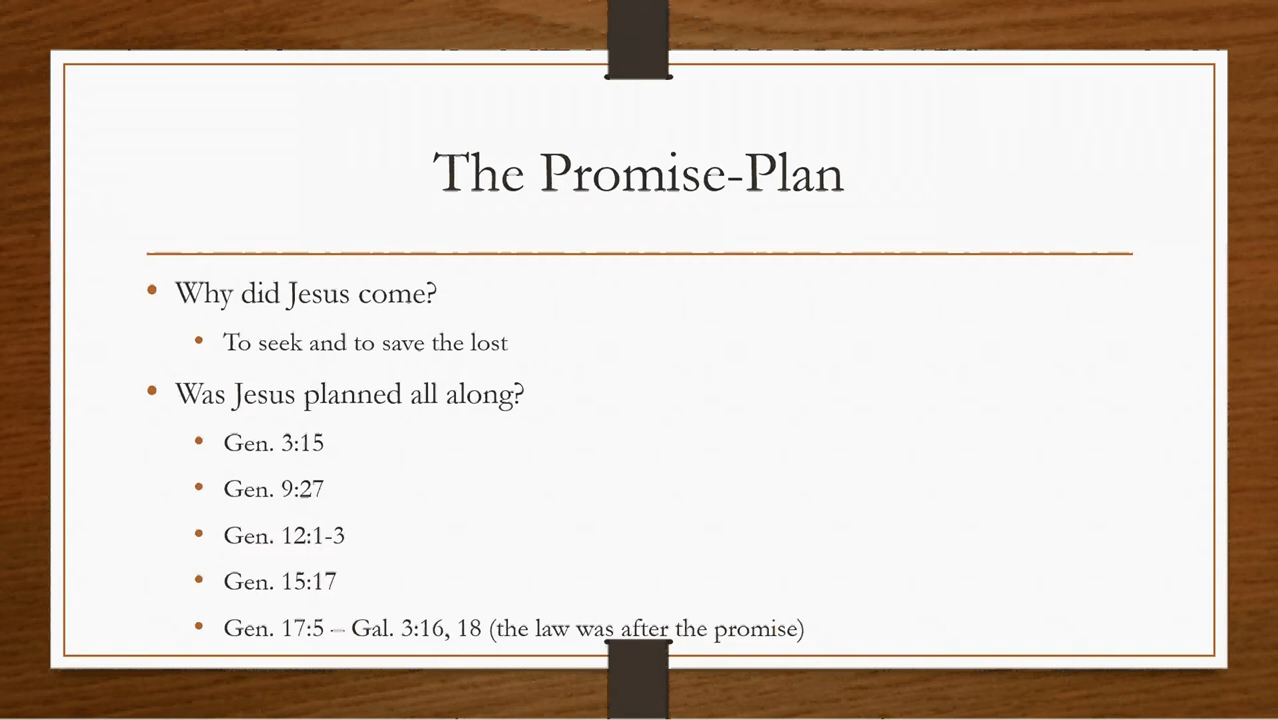 The Promise-Plan
• Why did Jesus come?
• To seek and to save the lost
• Was Jesus planned all along?
• Gen. 3:15
• Gen. 9:27
• Gen. 12:1-3
• Gen. 15:17
• Gen. 17:5 – Gal. 3:16, 18 (the law was after the promise)